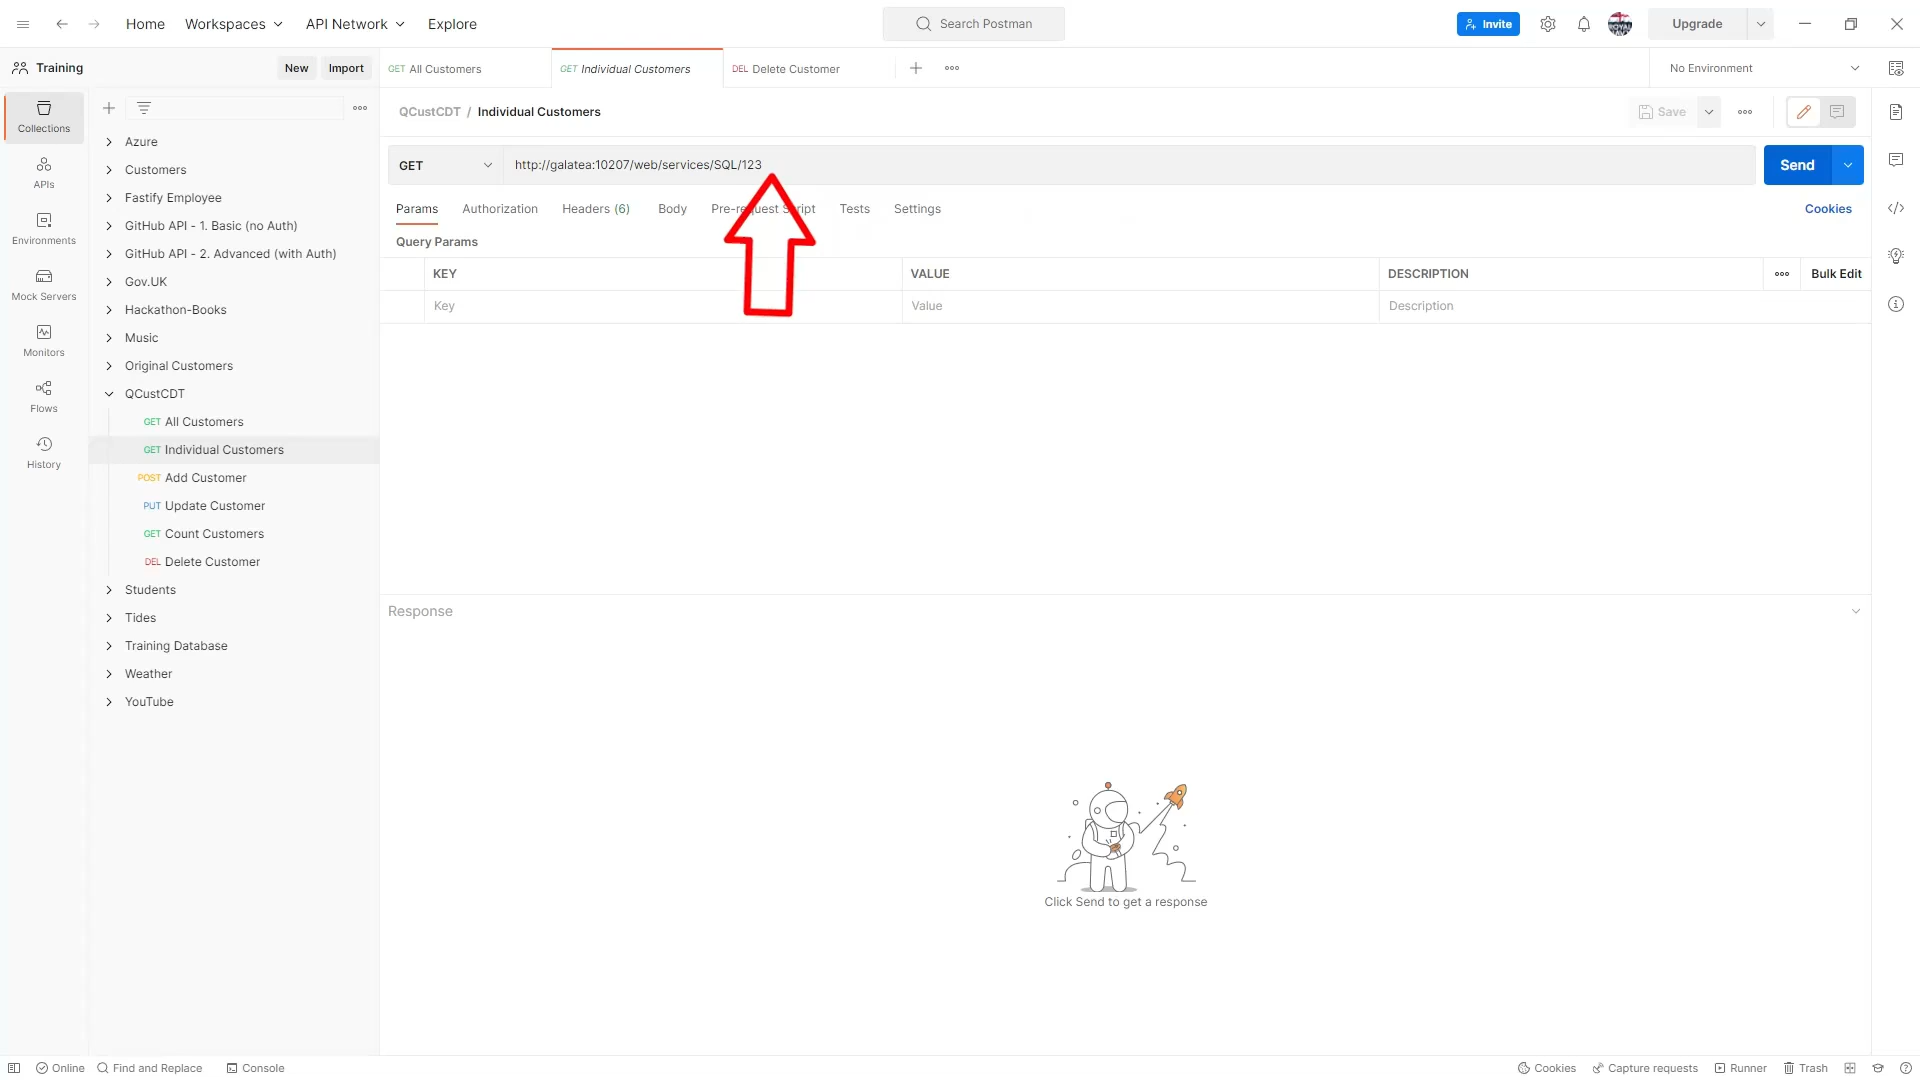 Home
Workspaces
API Network
Explore
Search Postman
Invite
Upgrade
Training
New
Import
GET All Customers
GET Individual Customers
DEL Delete Customer
No Environment
QCustCDT / Individual Customers
Save
GET
http://galatea:10207/web/services/SQL/123
Send
Params
Authorization
Headers (6)
Body
Pre-request Script
Tests
Settings
Cookies
Query Params
KEY
VALUE
DESCRIPTION
Bulk Edit
Key
Value
Description
Collections
APIs
Environments
Mock Servers
Monitors
Flows
History
Azure
Customers
Fastify Employee
GitHub API - 1. Basic (no Auth)
GitHub API - 2. Advanced (with Auth)
Gov.UK
Hackathon-Books
Music
Original Customers
QCustCDT
GET All Customers
GET Individual Customers
POST Add Customer
PUT Update Customer
GET Count Customers
DEL Delete Customer
Students
Tides
Training Database
Weather
YouTube
Response
Click Send to get a response
Online
Find and Replace
Console
Cookies
Capture requests
Runner
Trash